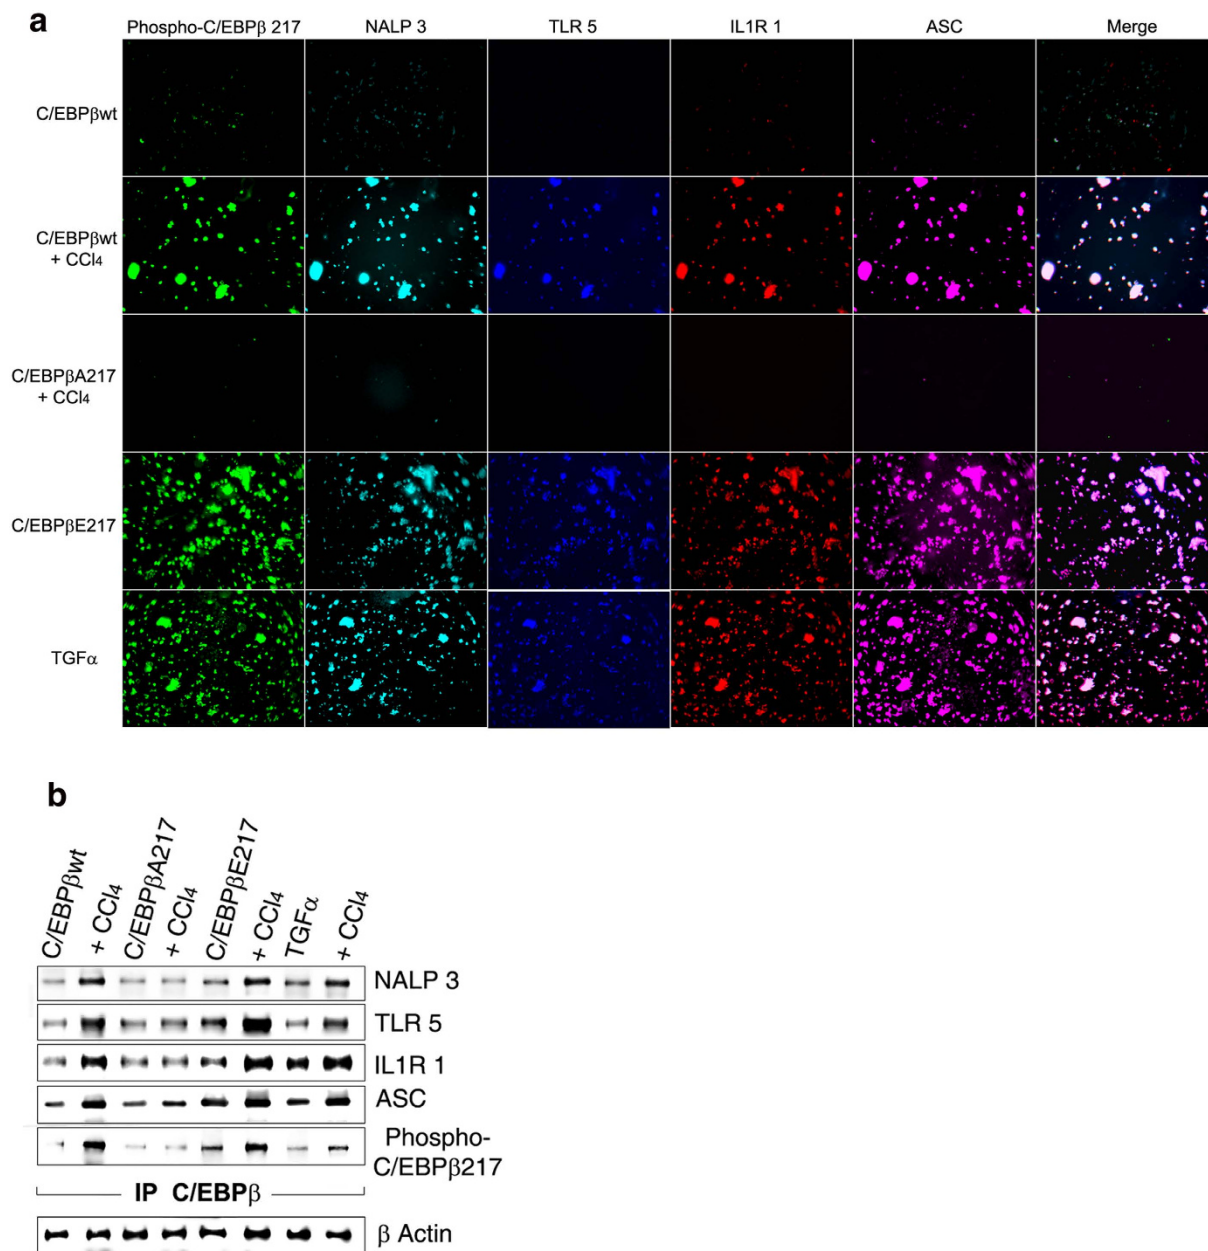 a
Phospho-C/EBPβ 217 NALP 3 TLR 5 IL1R 1 ASC Merge
C/EBPβwt
C/EBPβwt
+ CCl₄
C/EBPβA217
+ CCl₄
C/EBPβE217
TGFα
b
C/EBPβwt + CCl₄ C/EBPβA217 + CCl₄ C/EBPβE217 + CCl₄ TGFα + CCl₄
NALP 3
TLR 5
IL1R 1
ASC
Phospho-
C/EBPβ217
IP C/EBPβ
β Actin